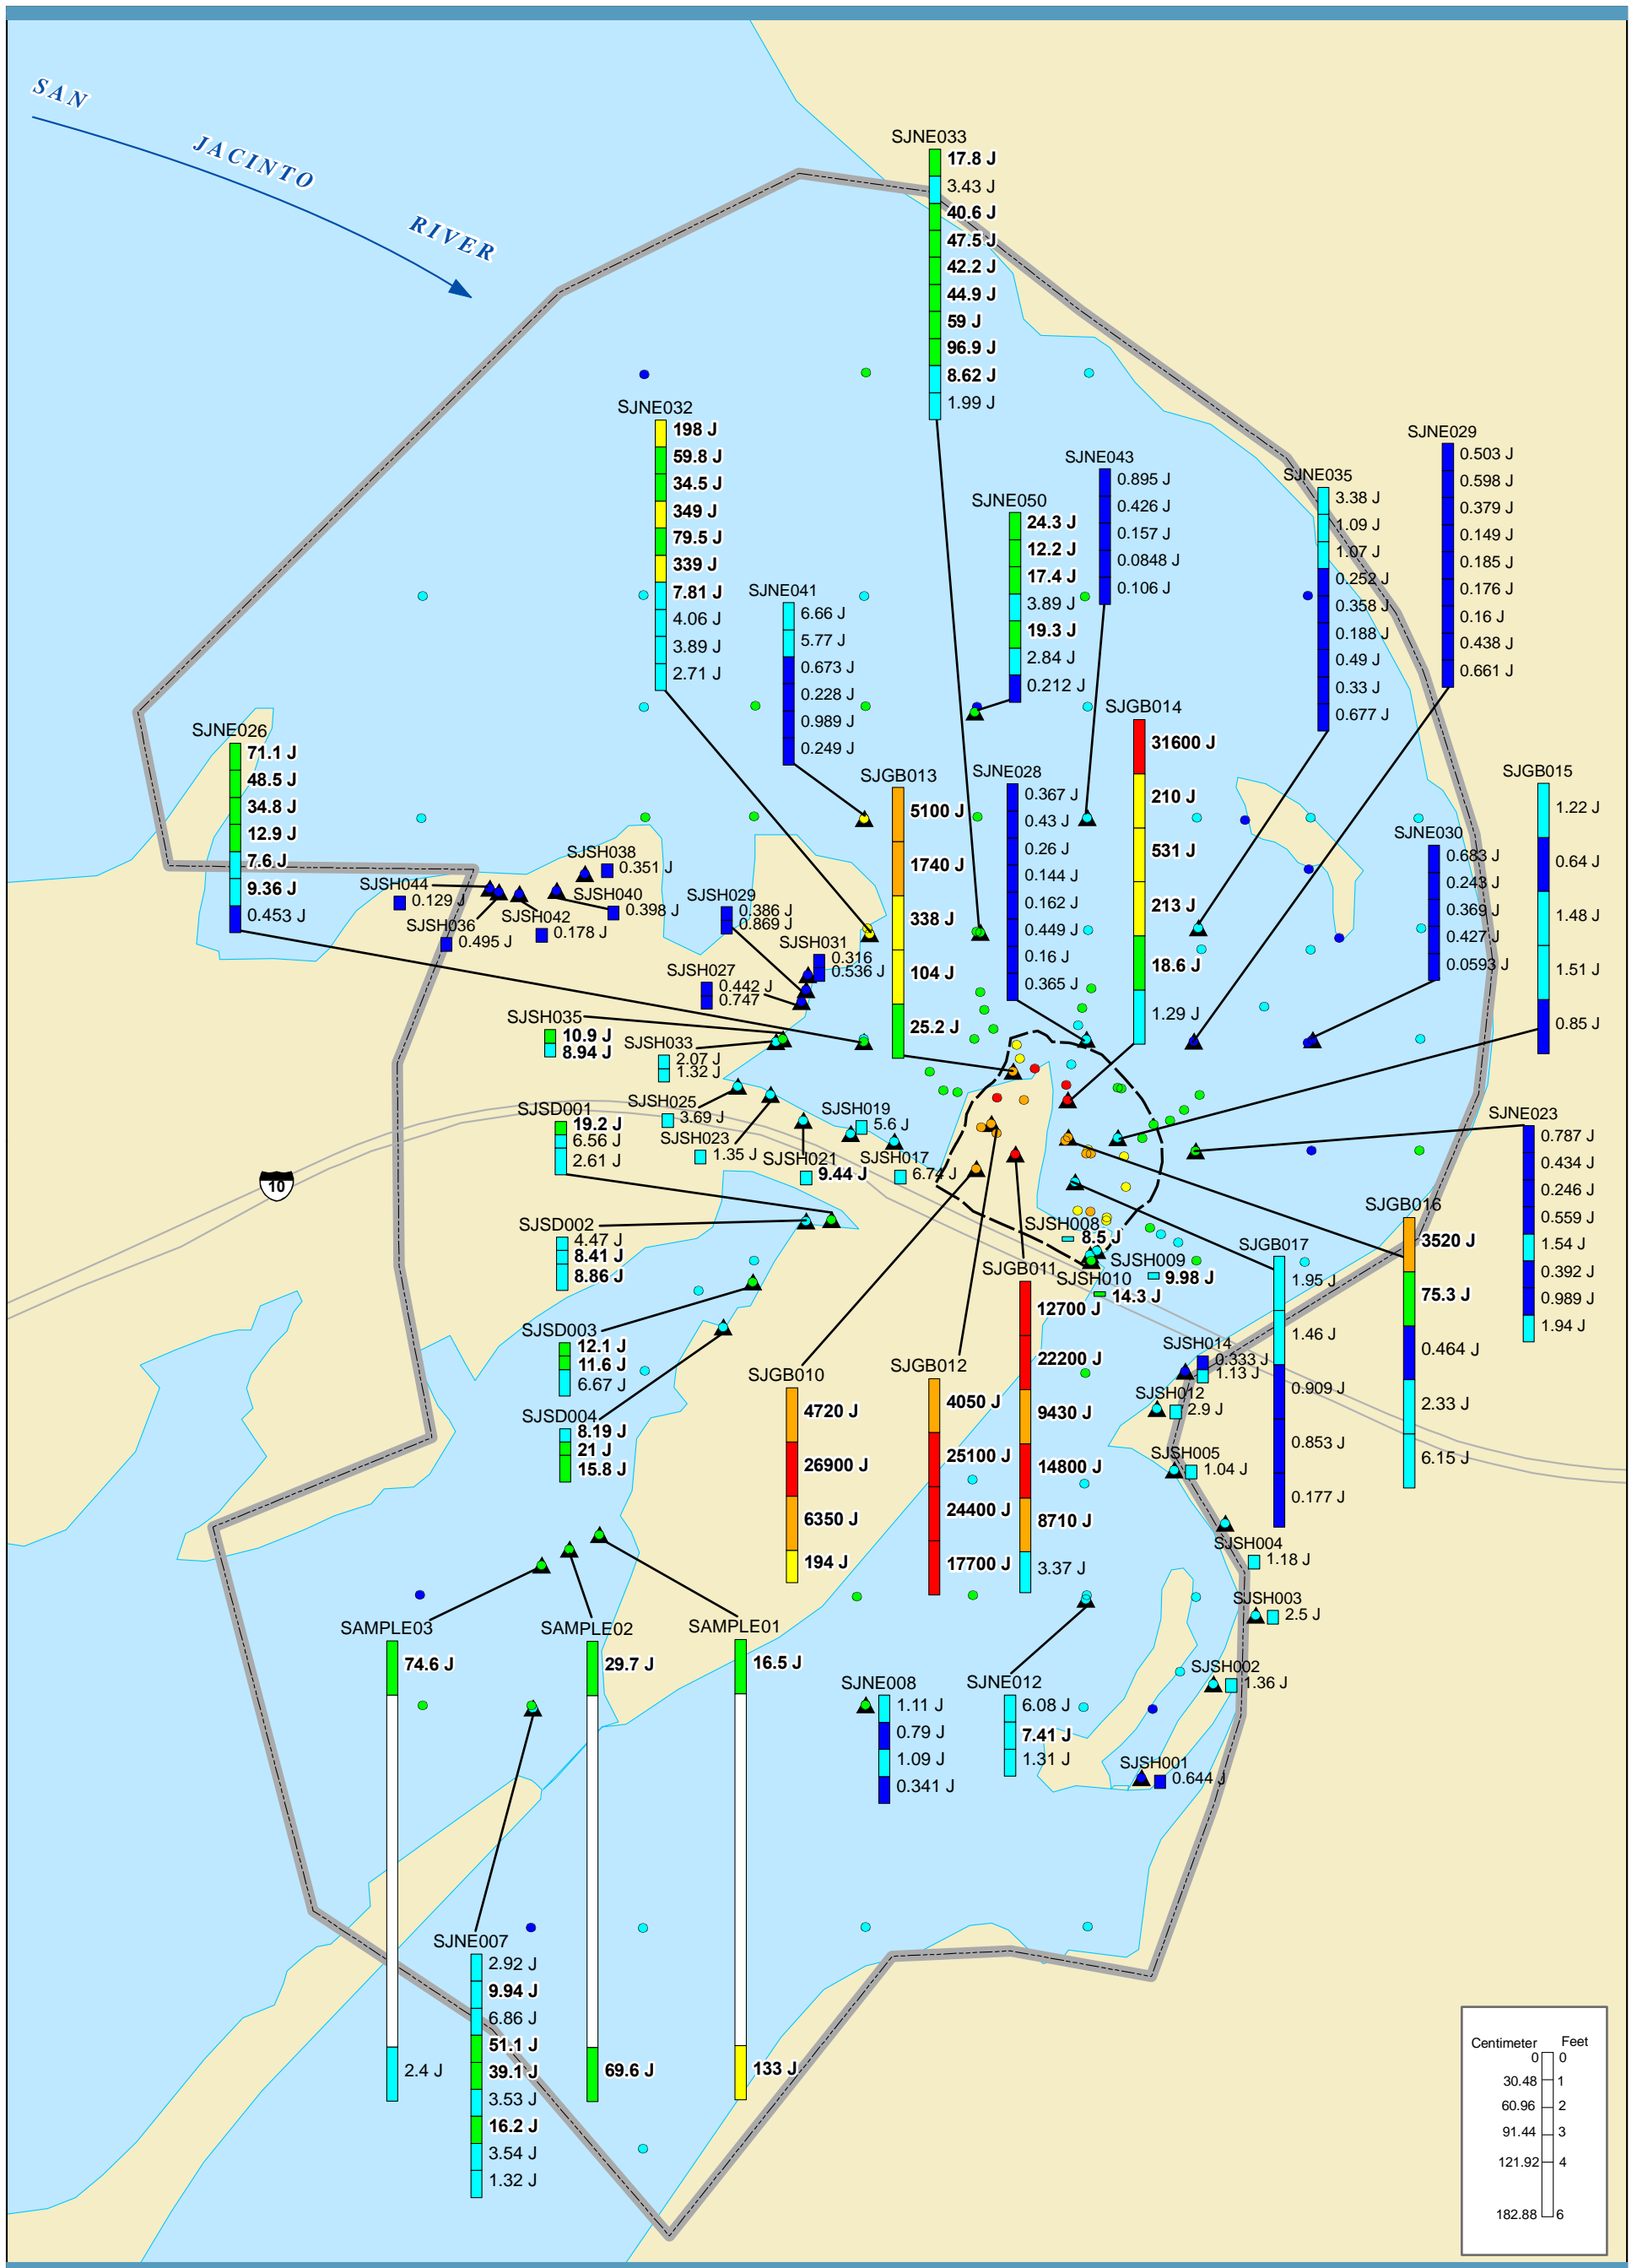 SAN
JACINTO
RIVER
SJNE033
17.8 J
3.43 J
40.6 J
47.5 J
42.2 J
44.9 J
59 J
96.9 J
8.62 J
1.99 J
SJNE032
198 J
59.8 J
34.5 J
349 J
79.5 J
339 J
7.81 J
4.06 J
3.89 J
2.71 J
SJNE041
6.66 J
5.77 J
0.673 J
0.228 J
0.989 J
0.249 J
SJNE050
24.3 J
12.2 J
17.4 J
3.89 J
19.3 J
2.84 J
0.212 J
SJNE043
0.895 J
0.426 J
0.157 J
0.0848 J
0.106 J
SJNE035
3.38 J
1.09 J
1.07 J
0.252 J
0.358 J
0.188 J
0.49 J
0.33 J
0.677 J
SJNE029
0.503 J
0.598 J
0.379 J
0.149 J
0.185 J
0.176 J
0.16 J
0.438 J
0.661 J
SJNE026
71.1 J
48.5 J
34.8 J
12.9 J
7.6 J
9.36 J
0.453 J
SJGB013
5100 J
1740 J
338 J
104 J
25.2 J
SJNE028
0.367 J
0.43 J
0.26 J
0.144 J
0.162 J
0.449 J
0.16 J
0.365 J
SJGB014
31600 J
210 J
531 J
213 J
18.6 J
1.29 J
SJNE030
0.683 J
0.243 J
0.369 J
0.427 J
0.0593 J
SJGB015
1.22 J
0.64 J
1.48 J
1.51 J
0.85 J
SJSH038
0.351 J
SJSH044
0.129 J
SJSH036
0.495 J
SJSH042
0.178 J
SJSH040
0.398 J
SJSH029
0.386 J
0.869 J
SJSH031
0.316
0.536 J
SJSH027
0.442 J
0.747
SJSH035
10.9 J
8.94 J
SJSH033
2.07 J
1.32 J
SJSH025
3.69 J
SJSH023
1.35 J
SJSH021
9.44 J
SJSH019
5.6 J
SJSH017
6.74 J
SJSD001
19.2 J
6.56 J
2.61 J
SJSD002
4.47 J
8.41 J
8.86 J
SJSD003
12.1 J
11.6 J
6.67 J
SJSD004
8.19 J
21 J
15.8 J
10
SJNE023
0.787 J
0.434 J
0.246 J
0.559 J
1.54 J
0.392 J
0.989 J
1.94 J
SJGB016
3520 J
75.3 J
0.464 J
2.33 J
6.15 J
SJGB017
1.95 J
1.46 J
0.909 J
0.853 J
0.177 J
SJSH008
8.5 J
SJSH009
9.98 J
SJSH010
14.3 J
SJGB011
12700 J
22200 J
9430 J
14800 J
8710 J
3.37 J
SJGB012
4050 J
25100 J
24400 J
17700 J
SJGB010
4720 J
26900 J
6350 J
194 J
SJSH014
0.333 J
1.13 J
SJSH012
2.9 J
SJSH005
1.04 J
SJSH004
1.18 J
SJSH003
2.5 J
SJSH002
1.36 J
SJSH001
0.644 J
SAMPLE03
74.6 J
2.4 J
SAMPLE02
29.7 J
69.6 J
SAMPLE01
16.5 J
133 J
SJNE008
1.11 J
0.79 J
1.09 J
0.341 J
SJNE012
6.08 J
7.41 J
1.31 J
SJNE007
2.92 J
9.94 J
6.86 J
51.1 J
39.1 J
3.53 J
16.2 J
3.54 J
1.32 J
Centimeter Feet
0 0
30.48 1
60.96 2
91.44 3
121.92 4
182.88 6